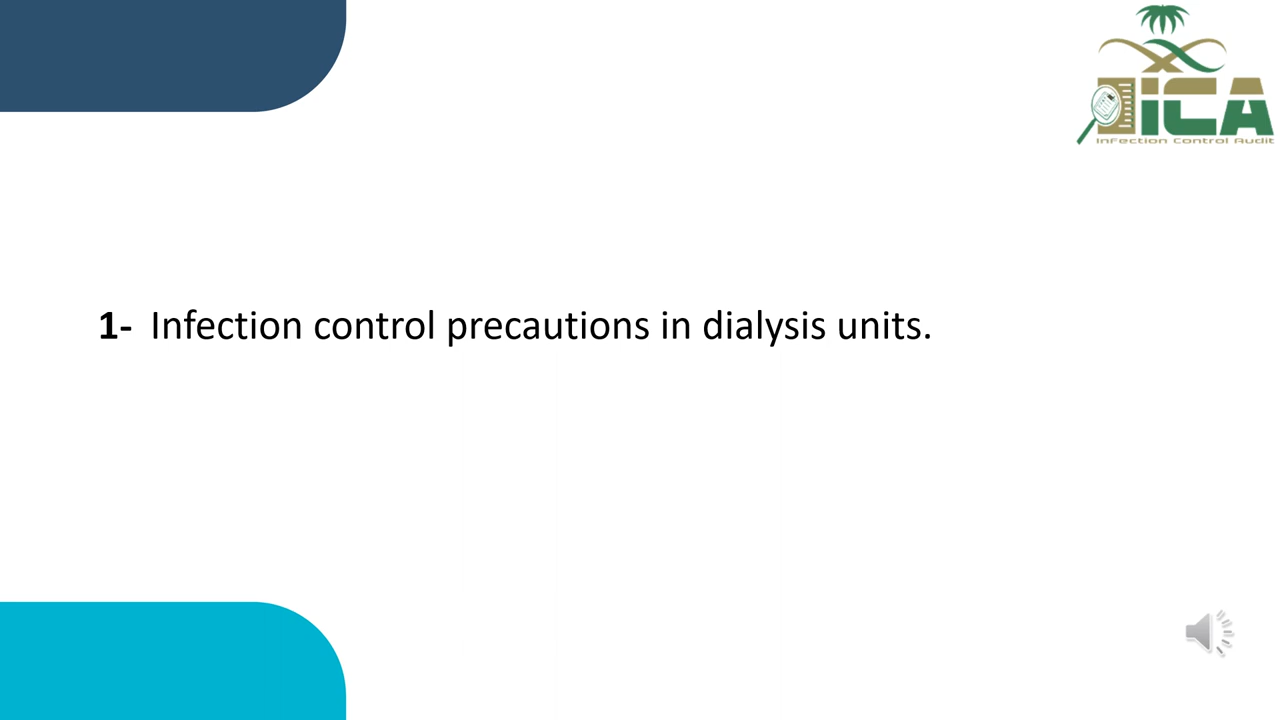 iCA
Infection Control Audit
1- Infection control precautions in dialysis units.